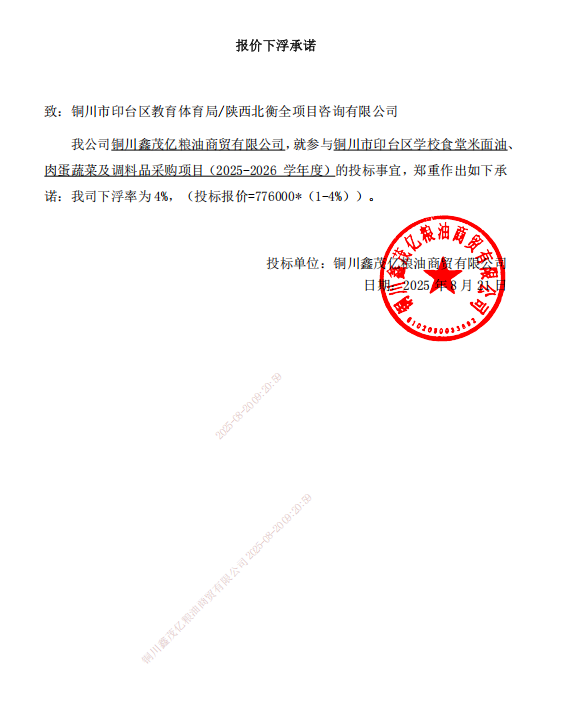 报价下浮承诺
致：铜川市印台区教育体育局/陕西北衡全项目咨询有限公司
我公司铜川鑫茂亿粮油商贸有限公司，就参与铜川市印台区学校食堂米面油、
肉蛋蔬菜及调料品采购项目（2025-2026 学年度）的投标事宜，郑重作出如下承
诺：我司下浮率为 4%，（投标报价=776000*（1-4%））。
投标单位：铜川鑫茂亿粮油商贸有限公司
日期：2025 年 8 月 21 日
铜川鑫茂亿粮油商贸有限公司
2025-08-20 09:20:59
铜川鑫茂亿粮油商贸有限公司 2025-08-20 09:20:59